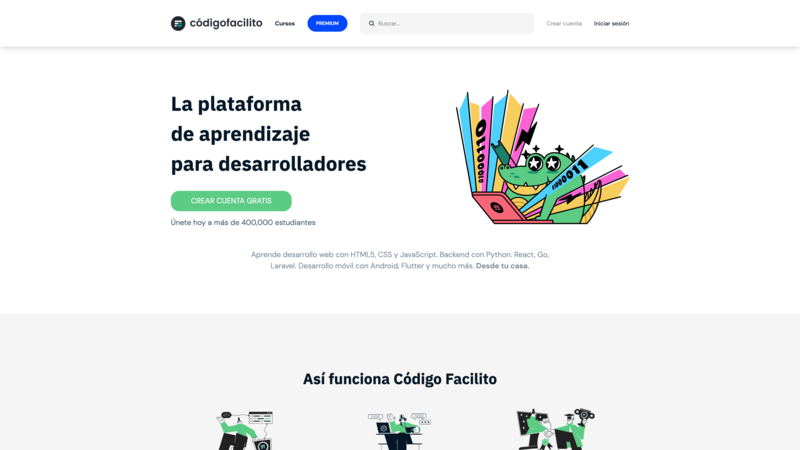 códigofacilito
Cursos
PREMIUM
Buscar...
Crear cuenta
Iniciar sesión
La plataforma
de aprendizaje
para desarrolladores
CREAR CUENTA GRATIS
Únete hoy a más de 400,000 estudiantes
01000110
01000011
Aprende desarrollo web con HTML5, CSS y JavaScript. Backend con Python. React, Go,
Laravel. Desarrollo móvil con Android, Flutter y mucho más. Desde tu casa.
Así funciona Código Facilito